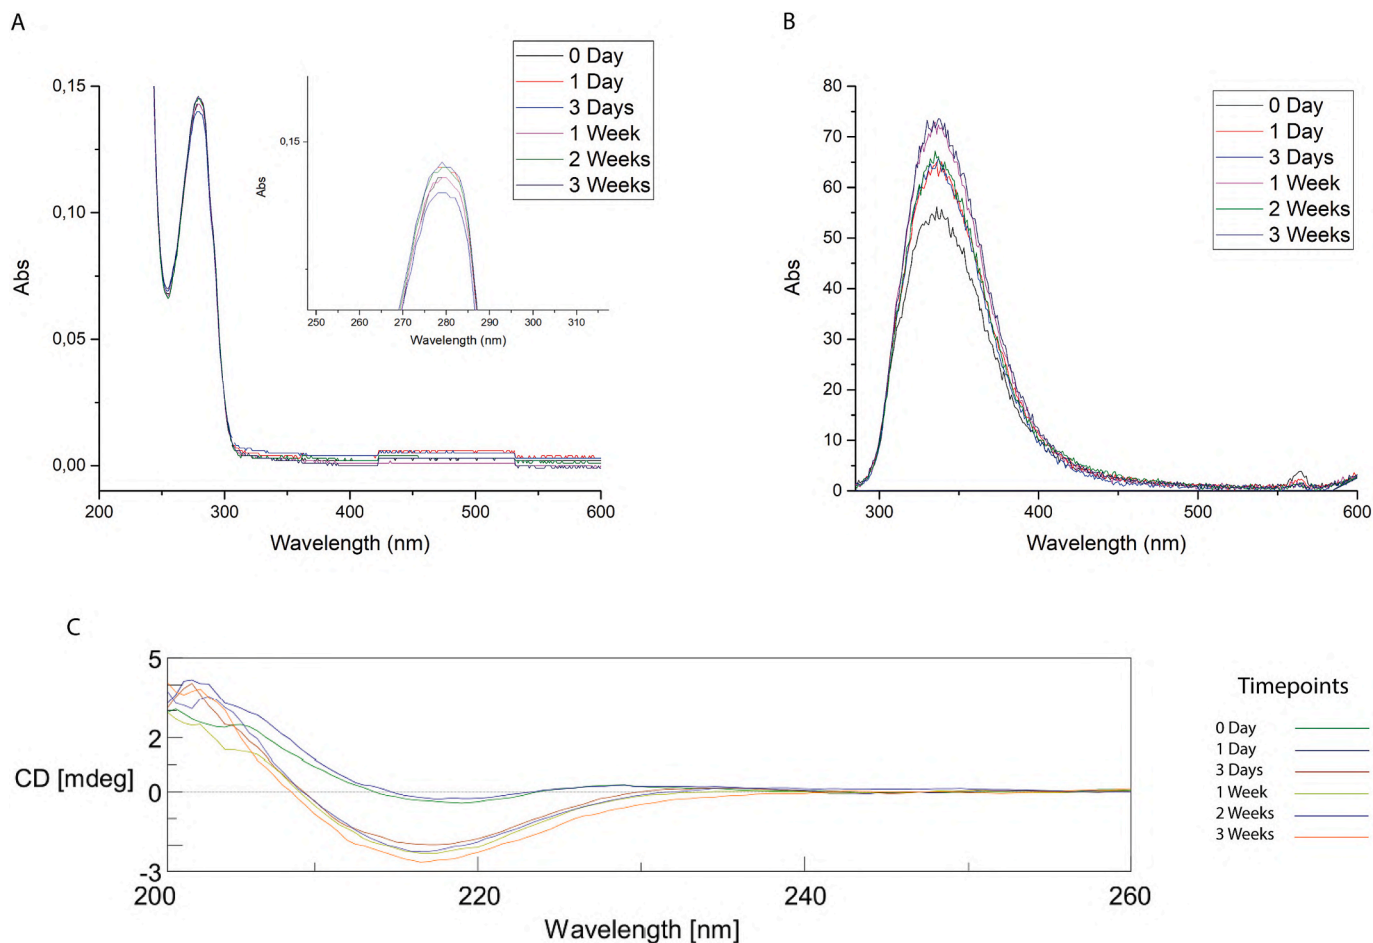 A
0 Day
1 Day
3 Days
1 Week
2 Weeks
3 Weeks
0,15
0,10
0,05
0,00
Abs
200
300
400
500
600
Wavelength (nm)
0,15
Abs
250
260
270
280
290
300
310
Wavelength (nm)
B
0 Day
1 Day
3 Days
1 Week
2 Weeks
3 Weeks
80
70
60
50
40
30
20
10
0
Abs
300
400
500
600
Wavelength (nm)
C
5
2
0
-3
CD [mdeg]
200
220
240
260
Wavelength [nm]
Timepoints
0 Day
1 Day
3 Days
1 Week
2 Weeks
3 Weeks